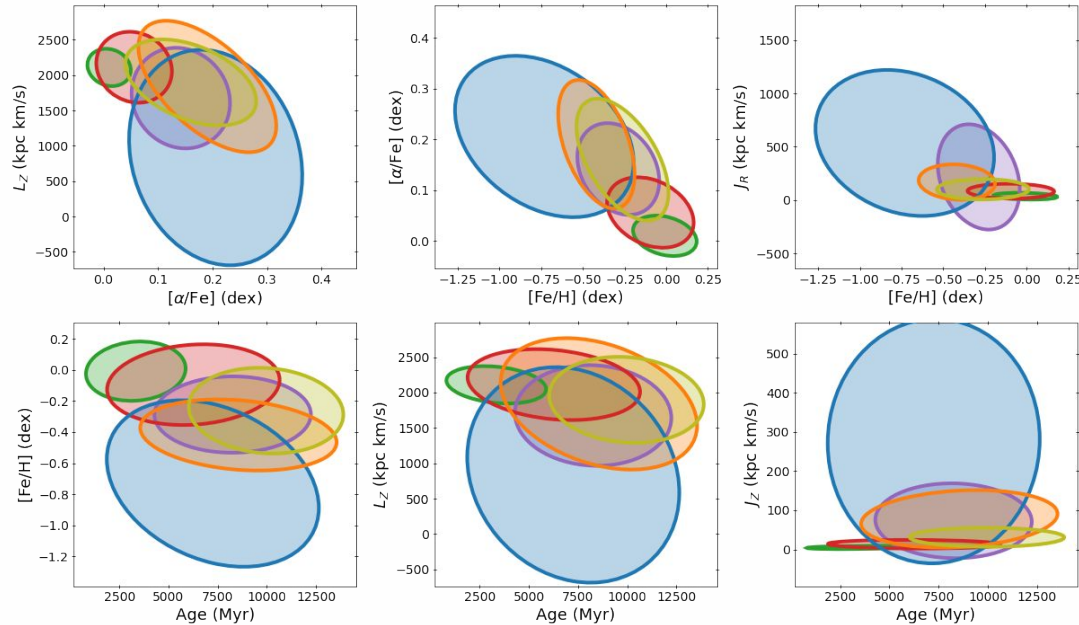 2500
2000
1500
1000
500
0
−500
L_Z (kpc km/s)
0.0 0.1 0.2 0.3 0.4
[α/Fe] (dex)
0.4
0.3
0.2
0.1
0.0
[α/Fe] (dex)
−1.25 −1.00 −0.75 −0.50 −0.25 0.00 0.25
[Fe/H] (dex)
1500
1000
500
0
−500
J_R (kpc km/s)
−1.25 −1.00 −0.75 −0.50 −0.25 0.00 0.25
[Fe/H] (dex)
0.2
0.0
−0.2
−0.4
−0.6
−0.8
−1.0
−1.2
[Fe/H] (dex)
2500 5000 7500 10000 12500
Age (Myr)
2500
2000
1500
1000
500
0
−500
L_Z (kpc km/s)
2500 5000 7500 10000 12500
Age (Myr)
500
400
300
200
100
0
J_Z (kpc km/s)
2500 5000 7500 10000 12500
Age (Myr)